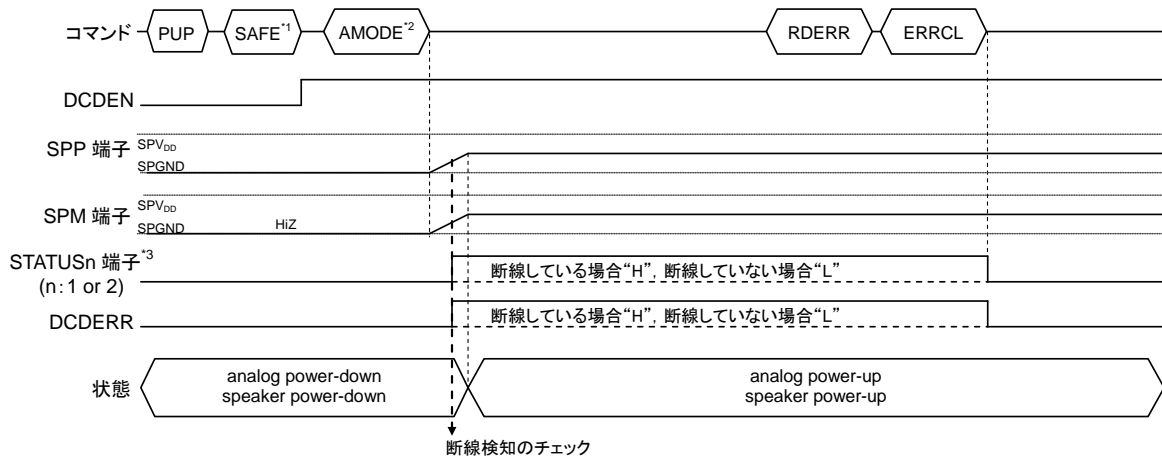 コマンド PUP SAFE*1 AMODE*2 RDERR ERRCL
DCDEN
SPP 端子 SPVDD
SPGND
SPM 端子 SPVDD
SPGND HiZ
STATUSn 端子*3
(n:1 or 2)
断線している場合“H”, 断線していない場合“L”
DCDERR 断線している場合“H”, 断線していない場合“L”
状態
analog power-down
speaker power-down
analog power-up
speaker power-up
断線検知のチェック